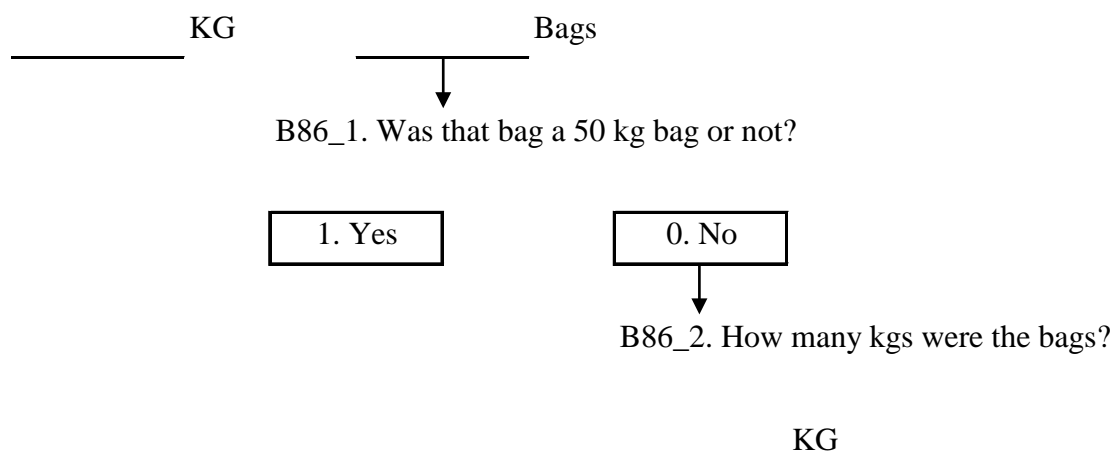 KG Bags
B86_1. Was that bag a 50 kg bag or not?
1. Yes 0. No
B86_2. How many kgs were the bags?
KG